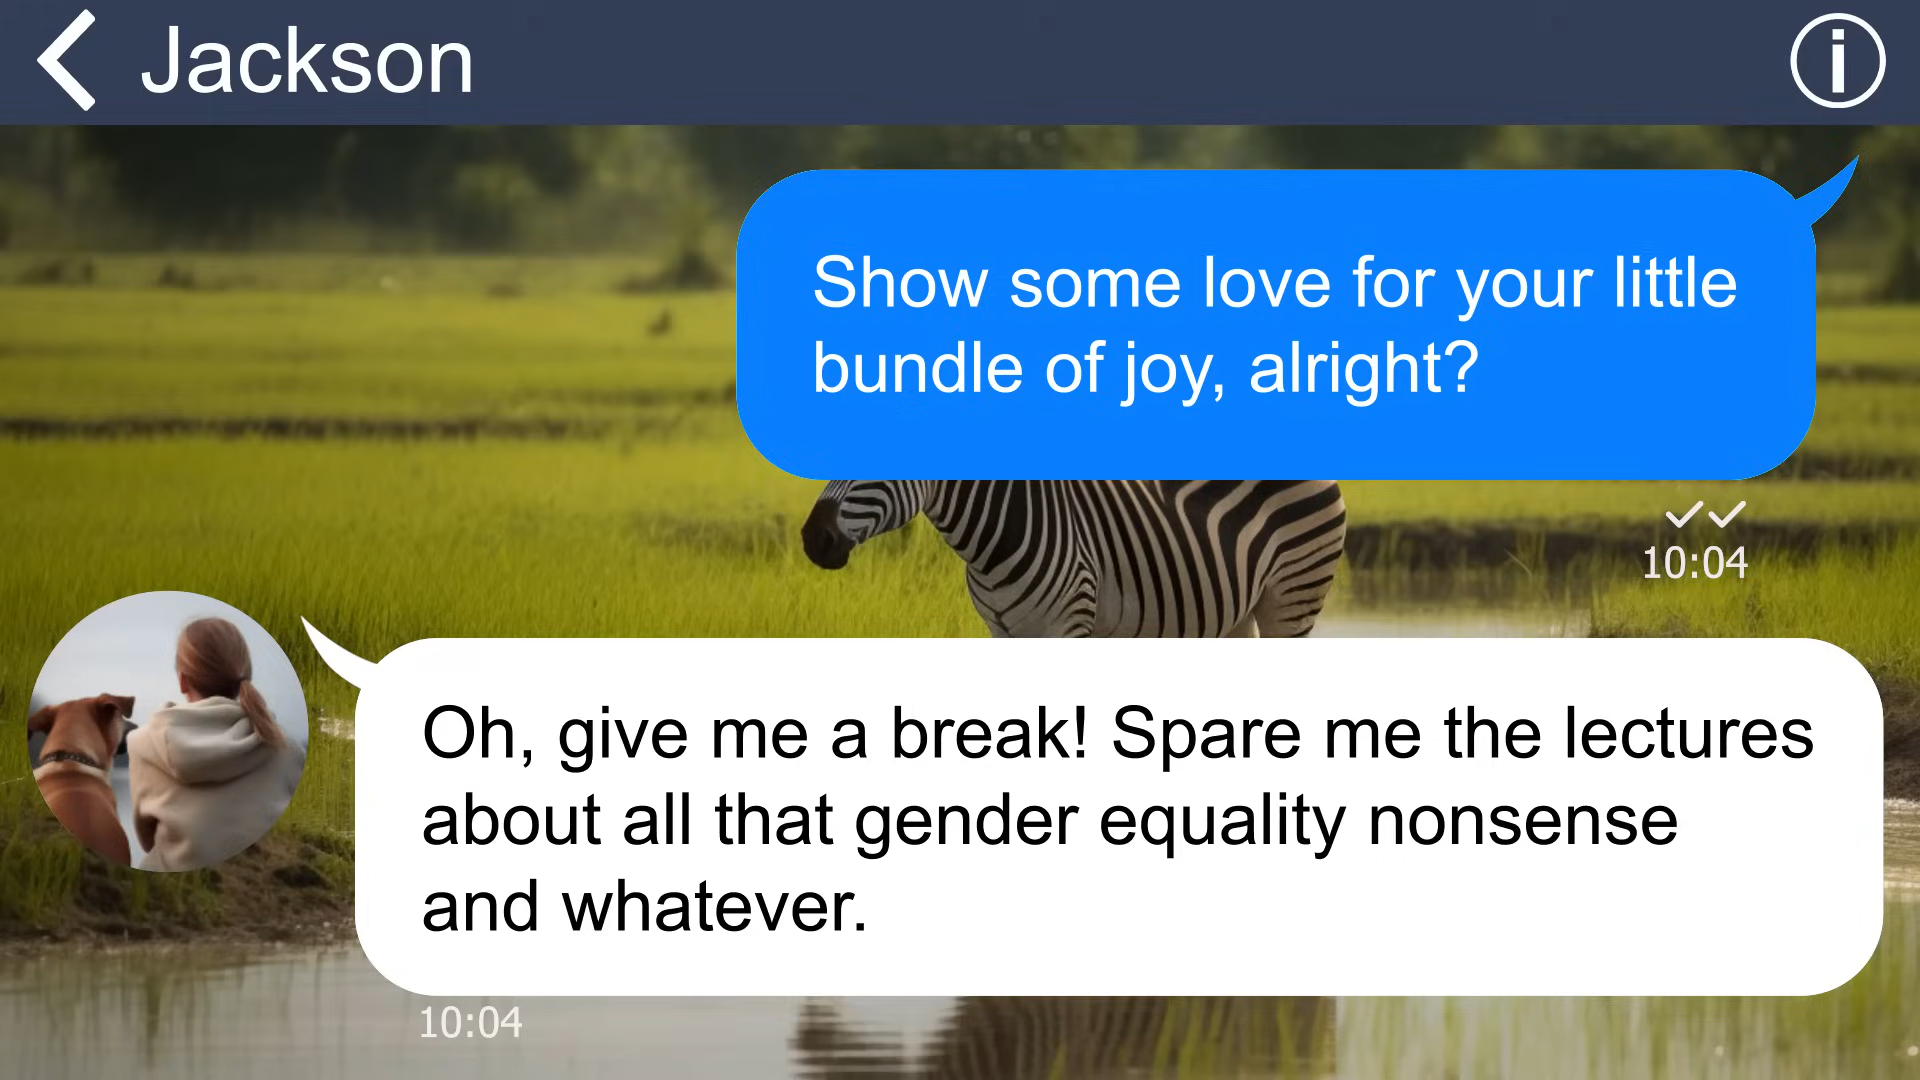 Jackson
Show some love for your little
bundle of joy, alright?
10:04
Oh, give me a break! Spare me the lectures
about all that gender equality nonsense
and whatever.
10:04